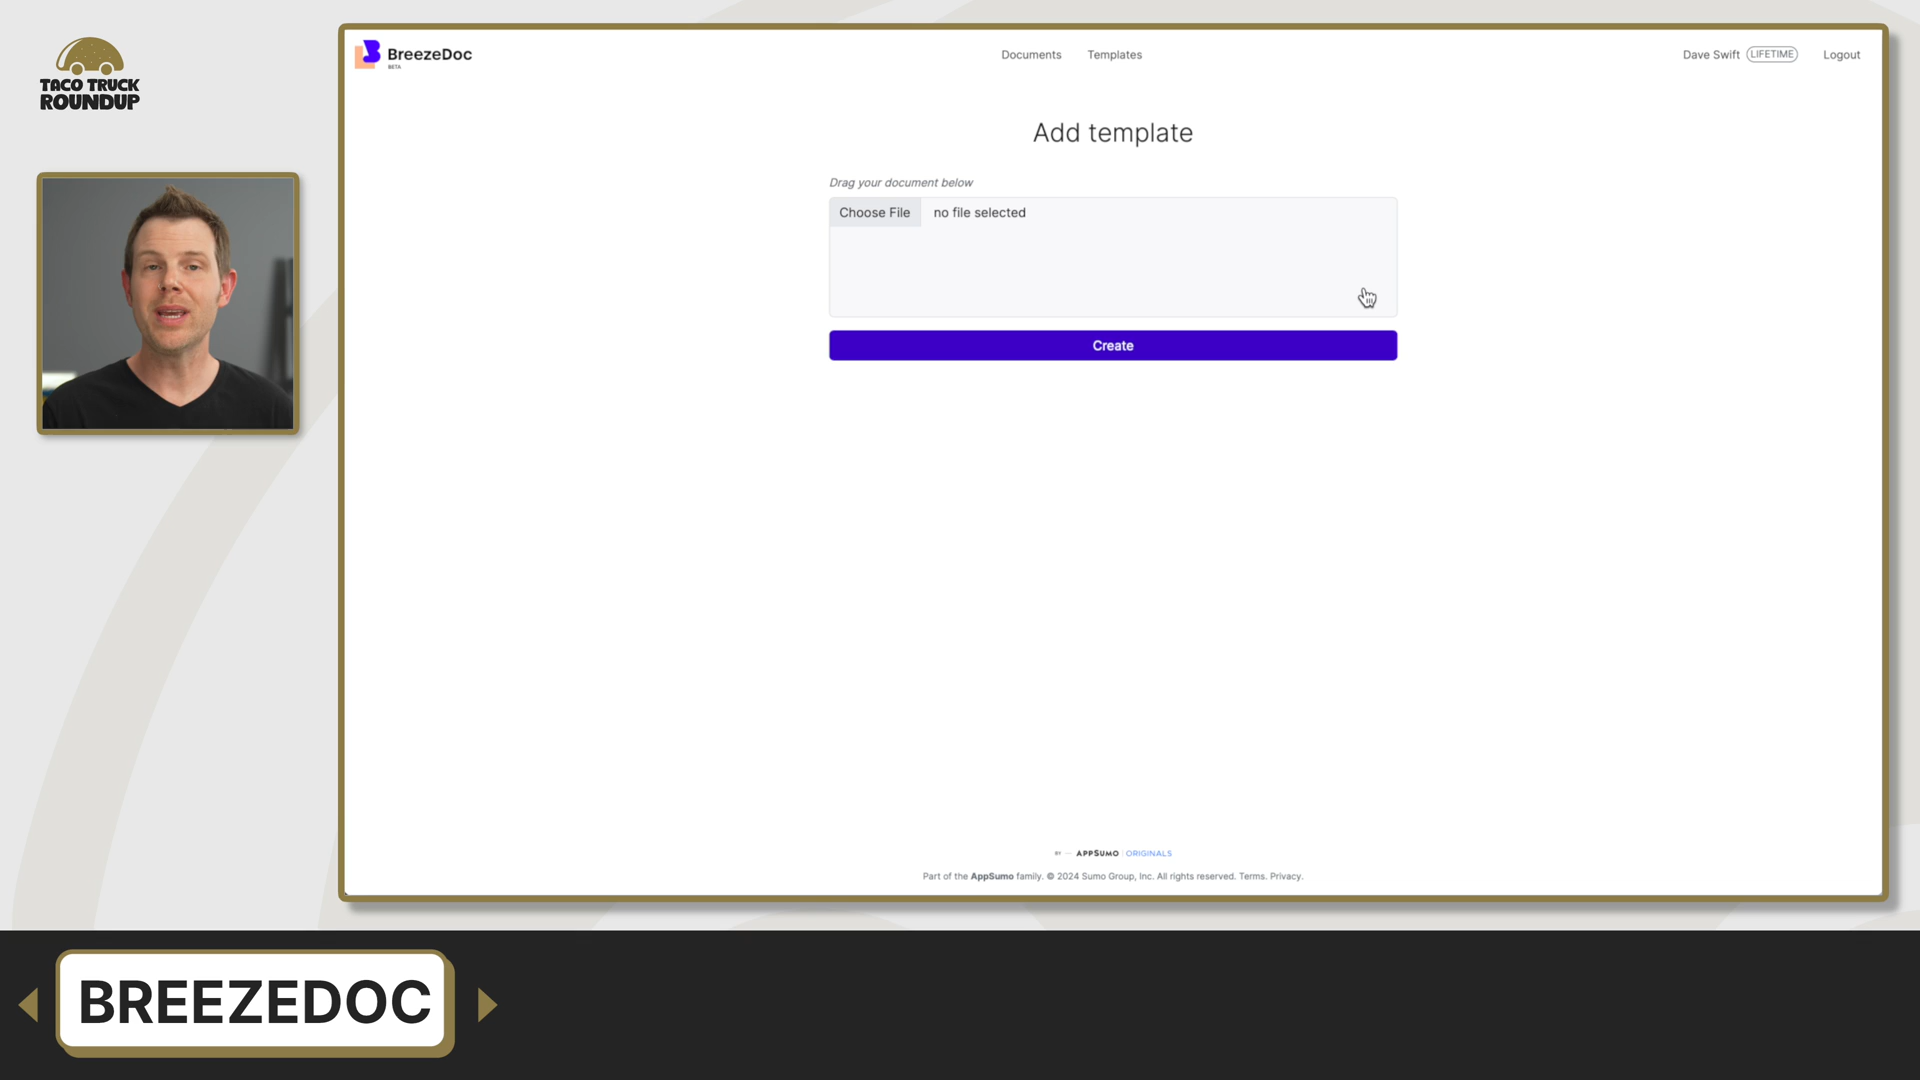 TACO TRUCK
ROUNDUP
BreezeDoc
BETA
Documents
Templates
Dave Swift
LIFETIME
Logout
Add template
Drag your document below
Choose File no file selected
Create
BY — APPSUMO | ORIGINALS
Part of the AppSumo family. © 2024 Sumo Group, Inc. All rights reserved. Terms. Privacy.
BREEZEDOC